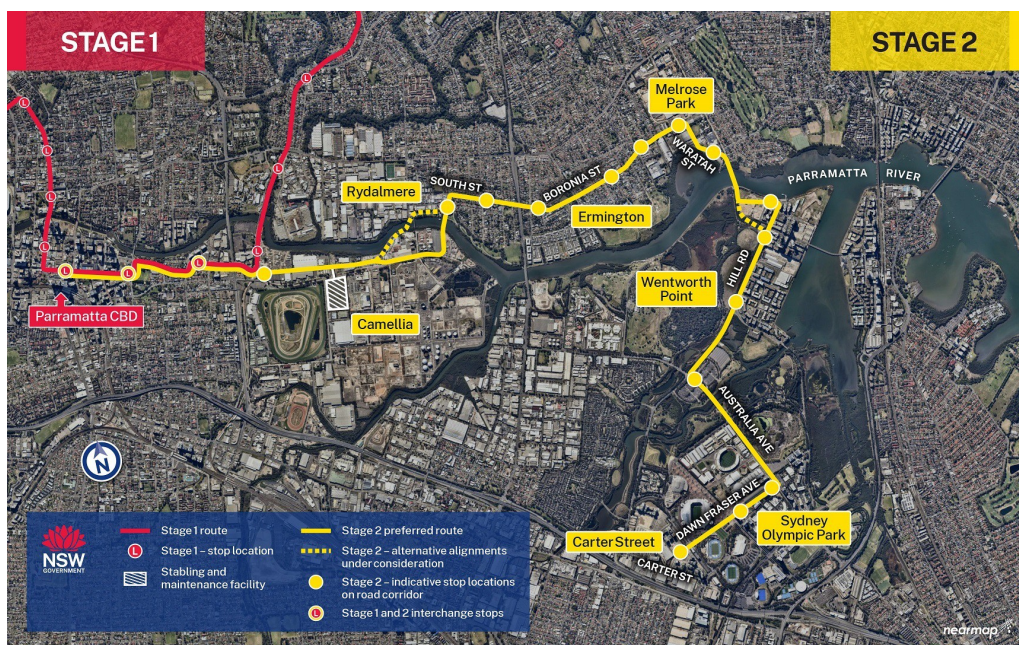 STAGE 1
STAGE 2
Melrose
Park
WARATAH
ST
PARRAMATTA RIVER
Rydalmere
SOUTH ST
BORONIA ST
Ermington
HILL RD
Wentworth
Point
Parramatta CBD
Camellia
AUSTRALIA AVE
N
DAWN FRASER AVE
Sydney
Olympic Park
Carter Street
CARTER ST
NSW
GOVERNMENT
Stage 1 route
L Stage 1 – stop location
Stabling and
maintenance facility
Stage 2 preferred route
Stage 2 – alternative alignments
under consideration
Stage 2 – indicative stop locations
on road corridor
L Stage 1 and 2 interchange stops
nearmap
L
L
L
L
L
L
L
L
L
L